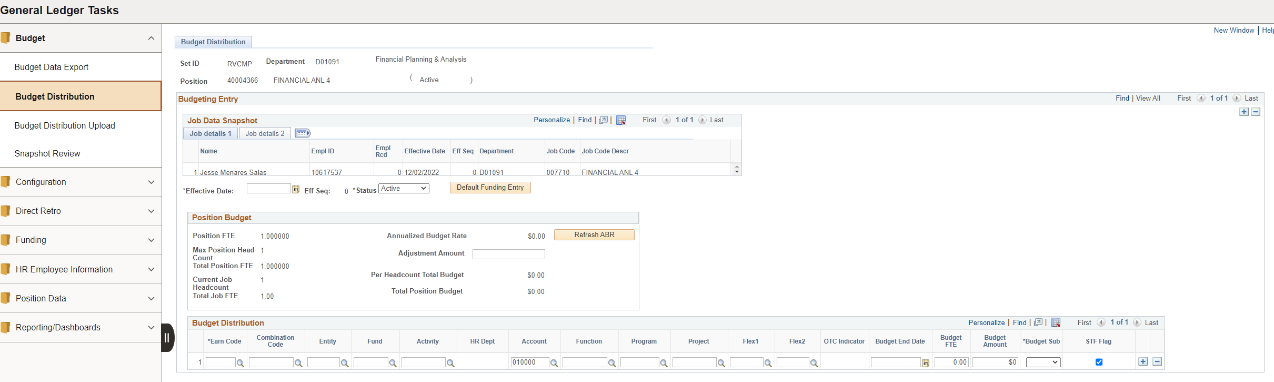 General Ledger Tasks
New Window | Help
Budget
Budget Data Export
Budget Distribution
Budget Distribution Upload
Snapshot Review
Configuration
Direct Retro
Funding
HR Employee Information
Position Data
Reporting/Dashboards
Budget Distribution
Set ID RVCMP Department D01091 Financial Planning & Analysis
Position 40004366 FINANCIAL ANL 4 ( Active )
Budgeting Entry Find | View All First 1 of 1 Last
Job Data Snapshot Personalize | Find | First 1 of 1 Last
Job details 1 Job details 2
Name Empl ID Empl Rcd Effective Date Eff Seq Department Job Code Job Code Descr
1 Jesse Menares Salas 10617537 0 12/02/2022 0 D01091 007710 FINANCIAL ANL 4
*Effective Date: Eff Seq: 0 *Status Active Default Funding Entry
Position Budget
Position FTE 1.000000 Annualized Budget Rate $0.00 Refresh ABR
Max Position Head Count 1 Adjustment Amount
Total Position FTE 1.000000
Current Job Headcount 1 Per Headcount Total Budget $0.00
Total Job FTE 1.00 Total Position Budget $0.00
Budget Distribution Personalize | Find | First 1 of 1 Last
*Earn Code Combination Code Entity Fund Activity HR Dept Account Function Program Project Flex1 Flex2 OTC Indicator Budget End Date Budget FTE Budget Amount *Budget Sub STF Flag
1 010000 0.00 $0